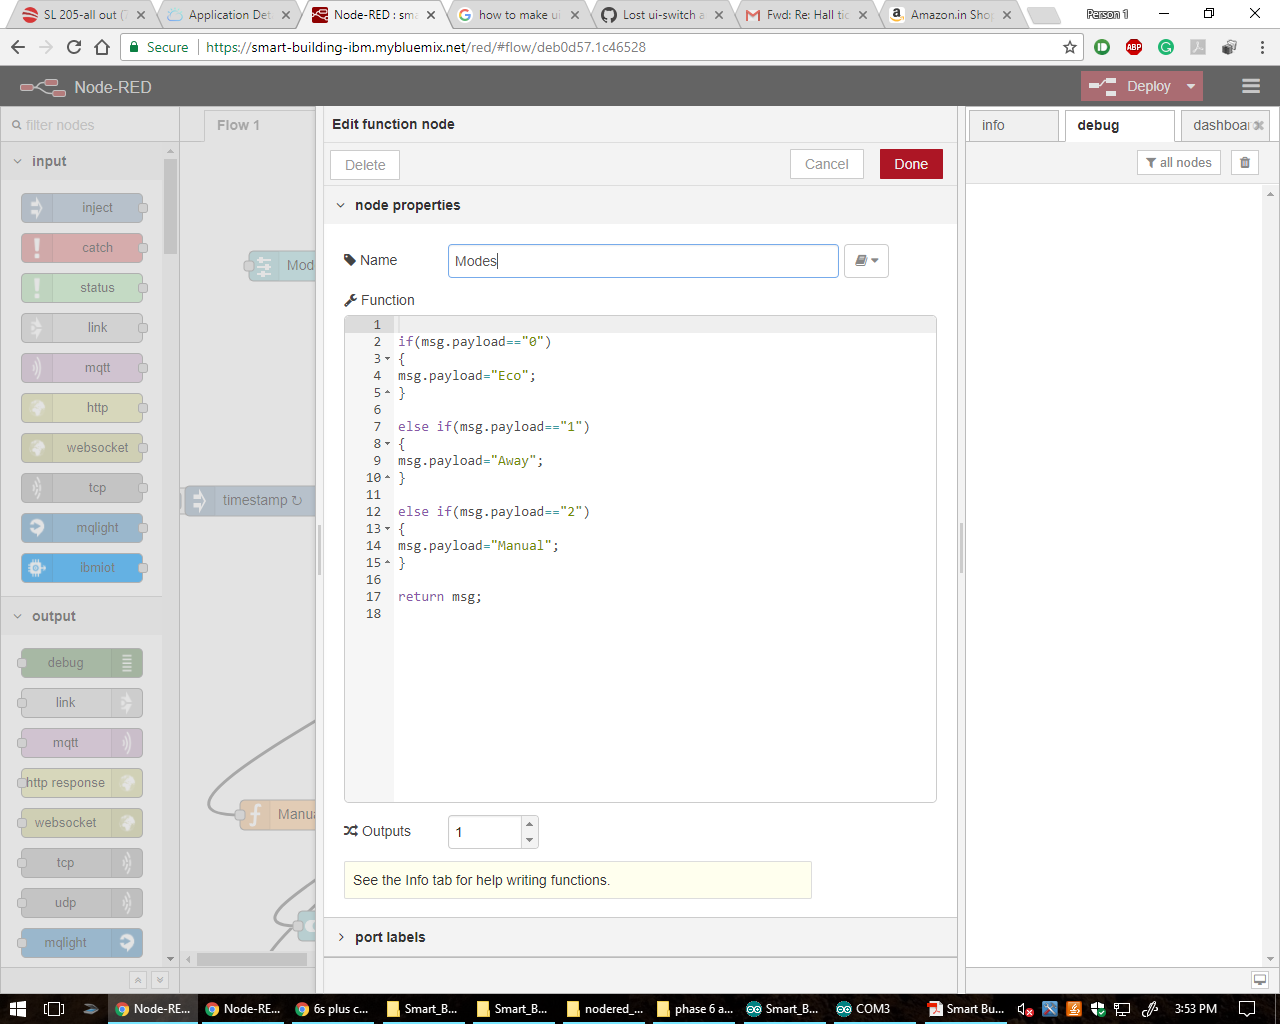 SL 205-all out (
Application Det
Node-RED : sma
how to make ui
Lost ui-switch a
Fwd: Re: Hall tic
Amazon.in Shop
Person 1
Secure
https://smart-building-ibm.mybluemix.net/red/#flow/deb0d57.1c46528
ABP
Node-RED
Deploy
filter nodes
Flow 1
Edit function node
info
debug
dashboar
Delete
Cancel
Done
all nodes
input
node properties
inject
catch
status
link
mqtt
http
websocket
tcp
mqlight
ibmiot
Mod
timestamp ↻
Name
Modes
Function
1
2 if(msg.payload=="0")
3 {
4 msg.payload="Eco";
5 }
6
7 else if(msg.payload=="1")
8 {
9 msg.payload="Away";
10 }
11
12 else if(msg.payload=="2")
13 {
14 msg.payload="Manual";
15 }
16
17 return msg;
18
output
debug
link
mqtt
http response
websocket
tcp
udp
mqlight
Manua
Outputs
1
See the Info tab for help writing functions.
port labels
Node-RE...
Node-RE...
6s plus c...
Smart_B...
Smart_B...
nodered_...
phase 6 a...
Smart_B...
COM3
Smart Bu...
3:53 PM